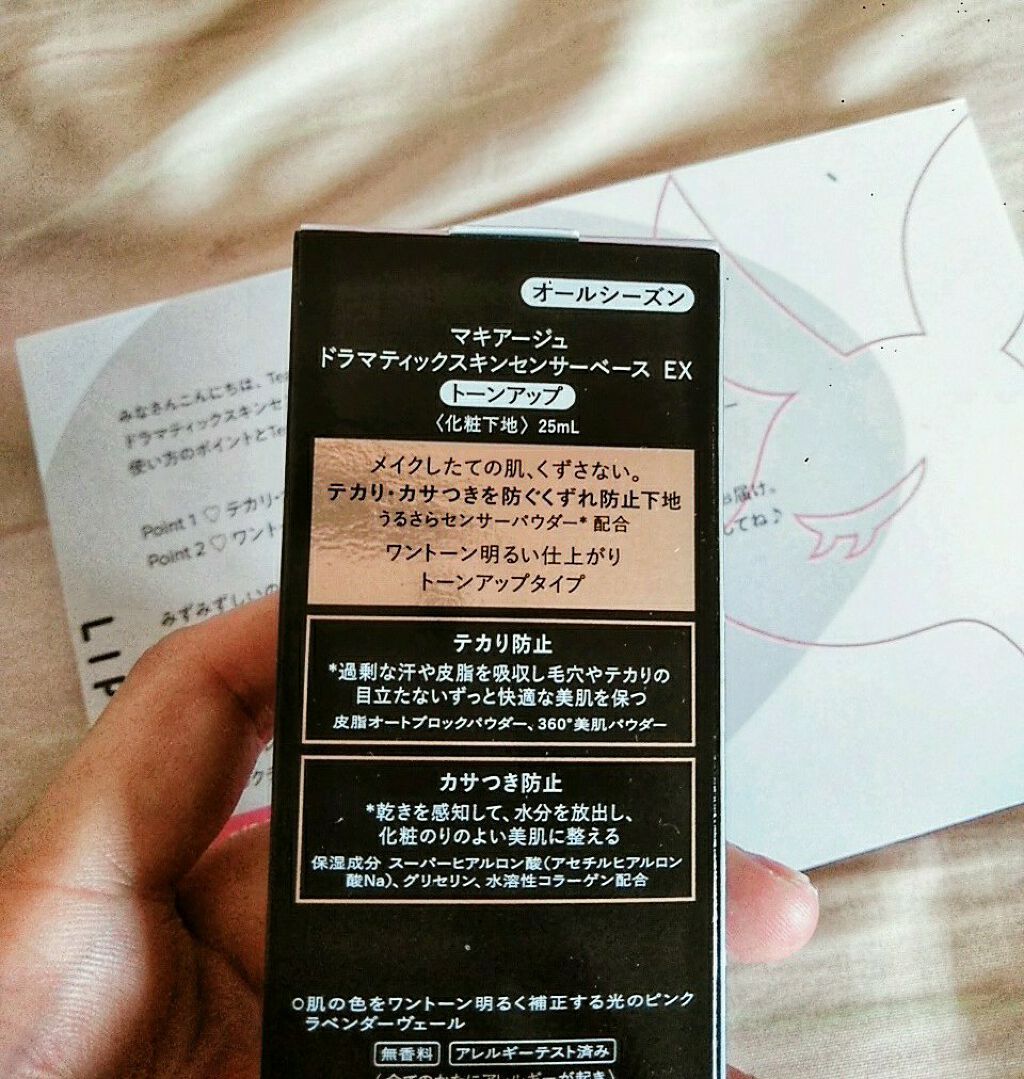 オールシーズン
マキアージュ
ドラマティックスキンセンサーベース EX
トーンアップ
〈化粧下地〉25mL
メイクしたての肌、くずさない。
テカリ・カサつきを防ぐくずれ防止下地
うるさらセンサーパウダー* 配合
ワントーン明るい仕上がり
トーンアップタイプ
テカリ防止
*過剰な汗や皮脂を吸収し毛穴やテカリの
目立たないずっと快適な美肌を保つ
皮脂オートブロックパウダー、360°美肌パウダー
カサつき防止
*乾きを感知して、水分を放出し、
化粧のりのよい美肌に整える
保湿成分 スーパーヒアルロン酸(アセチルヒアルロン
酸Na)、グリセリン、水溶性コラーゲン配合
○肌の色をワントーン明るく補正する光のピンク
ラベンダーヴェール
無香料 アレルギーテスト済み
みなさんこんにちは、Te
ドラマティックスキンセ
使い方のポイントとTe
Point 1 ♡ テカリ・
Point 2 ♡ ワント
みずみずしいの
お届け。
してね♪
LIP